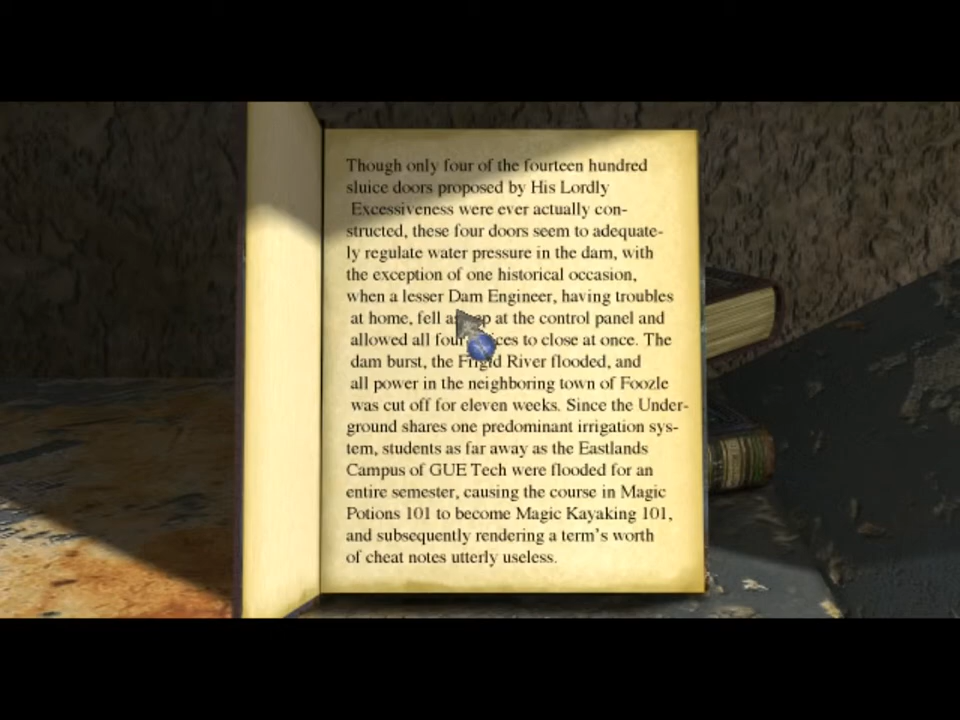 Though only four of the fourteen hundred
sluice doors proposed by His Lordly
Excessiveness were ever actually con-
structed, these four doors seem to adequate-
ly regulate water pressure in the dam, with
the exception of one historical occasion,
when a lesser Dam Engineer, having troubles
at home, fell at the control panel and
allowed all four to close at once. The
dam burst, the Frigid River flooded, and
all power in the neighboring town of Foozle
was cut off for eleven weeks. Since the Under-
ground shares one predominant irrigation sys-
tem, students as far away as the Eastlands
Campus of GUE Tech were flooded for an
entire semester, causing the course in Magic
Potions 101 to become Magic Kayaking 101,
and subsequently rendering a term's worth
of cheat notes utterly useless.